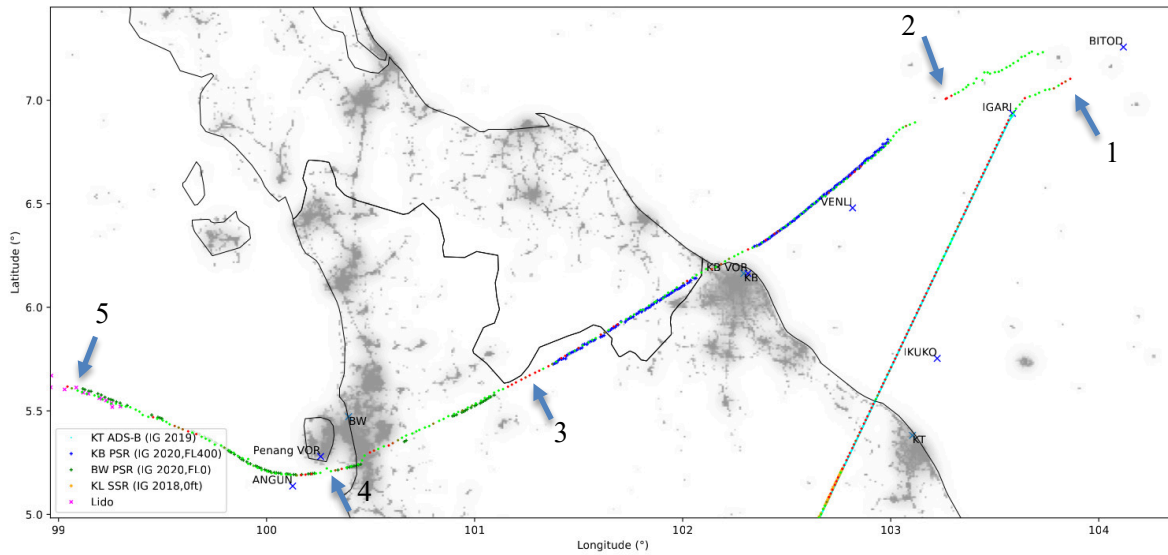 2
BITOD
7.0
IGARI
1
6.5
VENLI
Latitude (°)
KB VOR
KB
6.0
5
IKUKO
5.5
BW
3
KT ADS-B (IG 2019)
KB PSR (IG 2020,FL400)
BW PSR (IG 2020,FL0)
KL SSR (IG 2018,0ft)
Lido
Penang VOR
KT
ANGUN
4
5.0
99 100 101 102 103 104
Longitude (°)